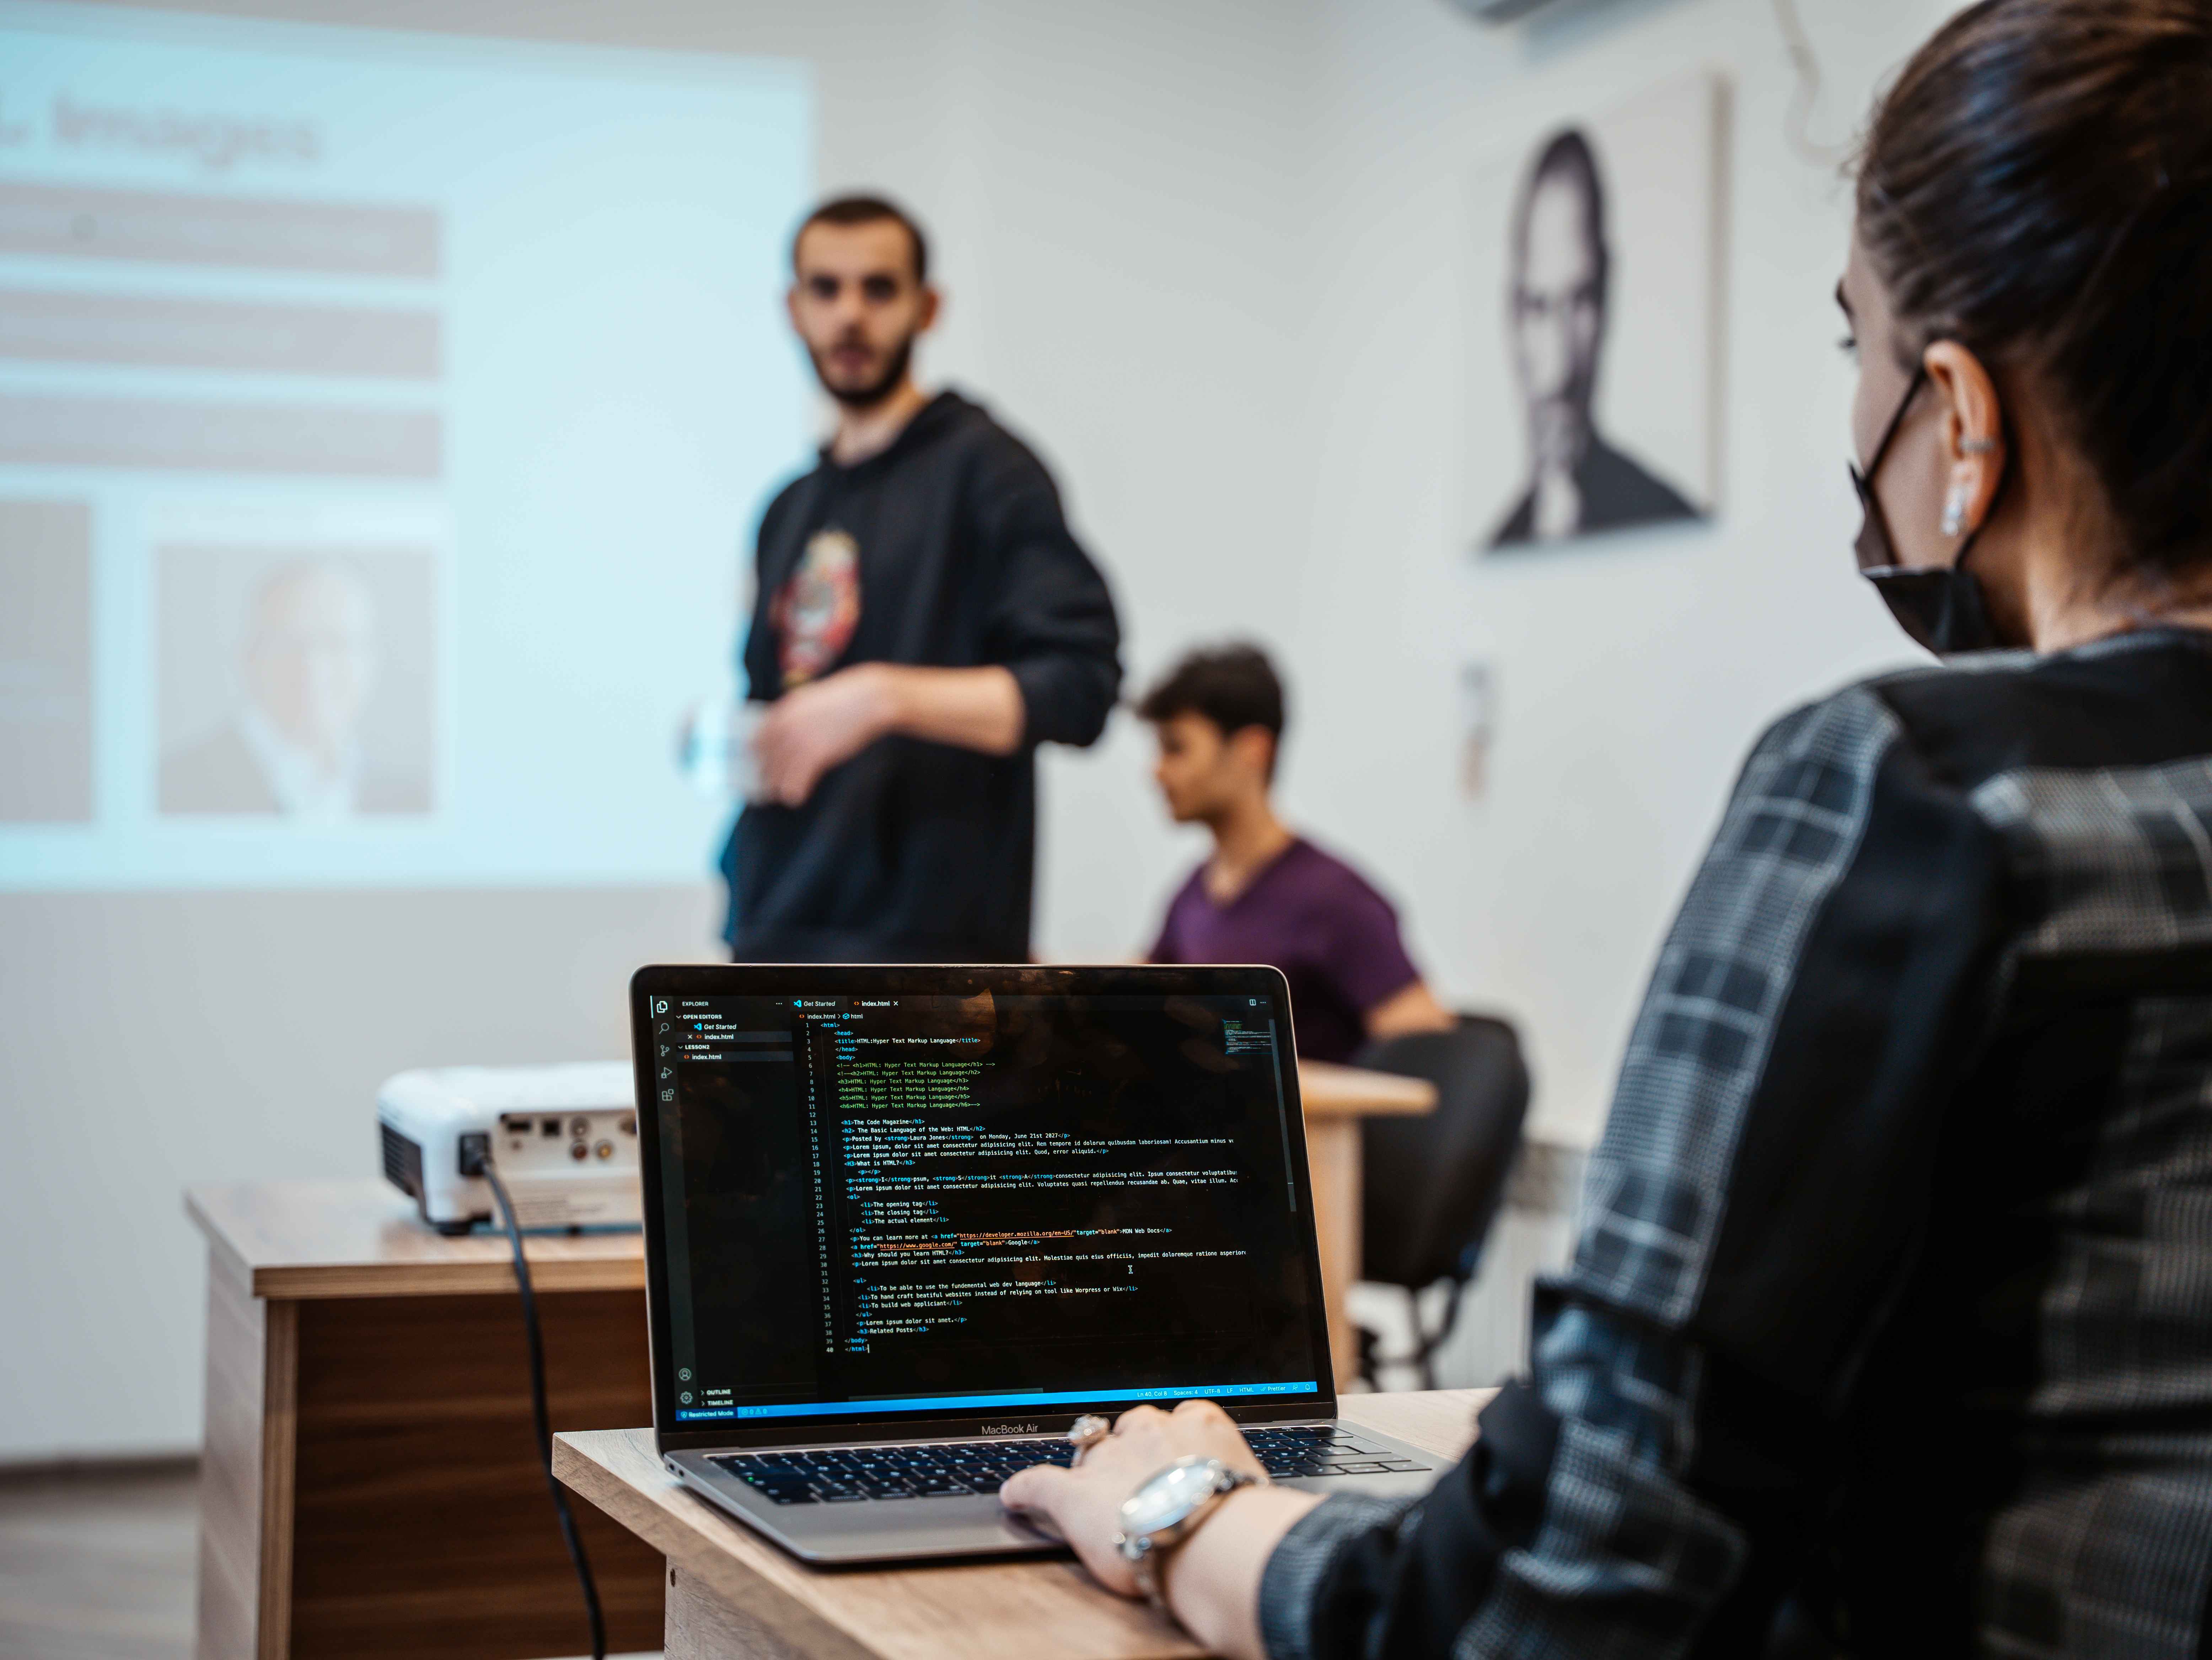 Images
EXPLORER
Get Started
index.html
OPEN EDITORS
Get Started
index.html
LESSON2
index.html
OUTLINE
TIMELINE
index.html > html
1 <html>
2 <head>
3 <title>HTML:Hyper Text Markup Language</title>
4 </head>
5 <body>
6 <!-- <h1>HTML: Hyper Text Markup Language</h1> -->
7 <!--<h2>HTML: Hyper Text Markup Language</h2>
8 <h3>HTML: Hyper Text Markup Language</h3>
9 <h4>HTML: Hyper Text Markup Language</h4>
10 <h5>HTML: Hyper Text Markup Language</h5>
11 <h6>HTML: Hyper Text Markup Language</h6>-->
12
13 <h1>The Code Magazine</h1>
14 <h2> The Basic Language of the Web: HTML</h2>
15 <p>Posted by <strong>Laura Jones</strong> on Monday, June 21st 2027</p>
16 <p>Lorem ipsum, dolor sit amet consectetur adipisicing elit. Rem tempore id dolorum quibusdam laboriosam! Accusantium minus
17 <p>Lorem ipsum dolor sit amet consectetur adipisicing elit. Quod, error aliquid.</p>
18 <H3>What is HTML?</h3>
19 <p></p>
20 <p><strong>I</strong>psum, <strong>S</strong>it <strong>A</strong>consectetur adipisicing elit. Ipsum consectetur
21 <p>Lorem ipsum dolor sit amet consectetur adipisicing elit. Voluptates quasi repellendus recusandae ab. Quae, vitae illum.
22 <ol>
23 <li>The opening tag</li>
24 <li>The closing tag</li>
25 <li>The actual element</li>
26 </ol>
27 <p>You can learn more at <a href="https://developer.mozilla.org/en-US/"target="blank">MDN Web Docs</a>
28 <a href="https://www.google.com/" target="blank">Google</a>
29 <h3>Why should you learn HTML?</h3>
30 <p>Lorem ipsum dolor sit amet consectetur adipisicing elit. Molestiae quis eius officiis, impedit doloremque ratione
31
32 <ul>
33 <li>To be able to use the fundemental web dev language</li>
34 <li>To hand craft beatiful websites instead of relying on tool like Worpress or Wix</li>
35 <li>To build web appliciant</li>
36 </ul>
37 <p>Lorem ipsum dolor sit amet.</p>
38 <h3>Related Posts</h3>
39 </body>
40 </html>
Restricted Mode 0 0 Ln 40, Col 8 Spaces: 4 UTF-8 LF HTML Prettier
MacBook Air